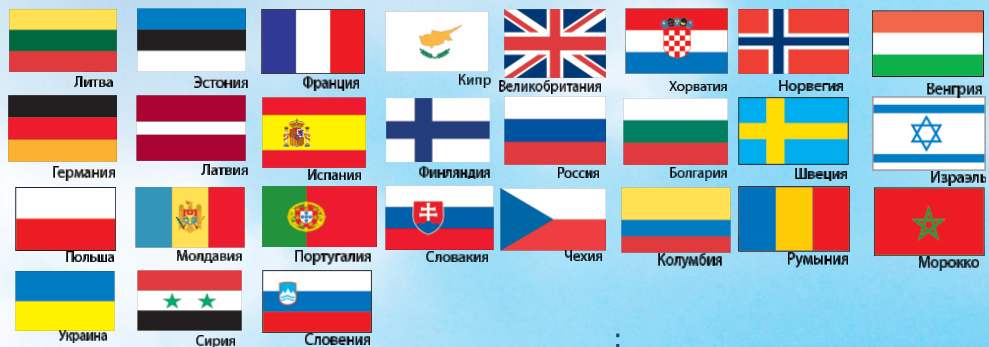 Литва Эстония Франция Кипр Великобритания Хорватия Норвегия Венгрия
Германия Латвия Испания Финляндия Россия Болгария Швеция Израэль
Польша Молдавия Португалия Словакия Чехия Колумбия Румыния Морокко
Украина Сирия Словения